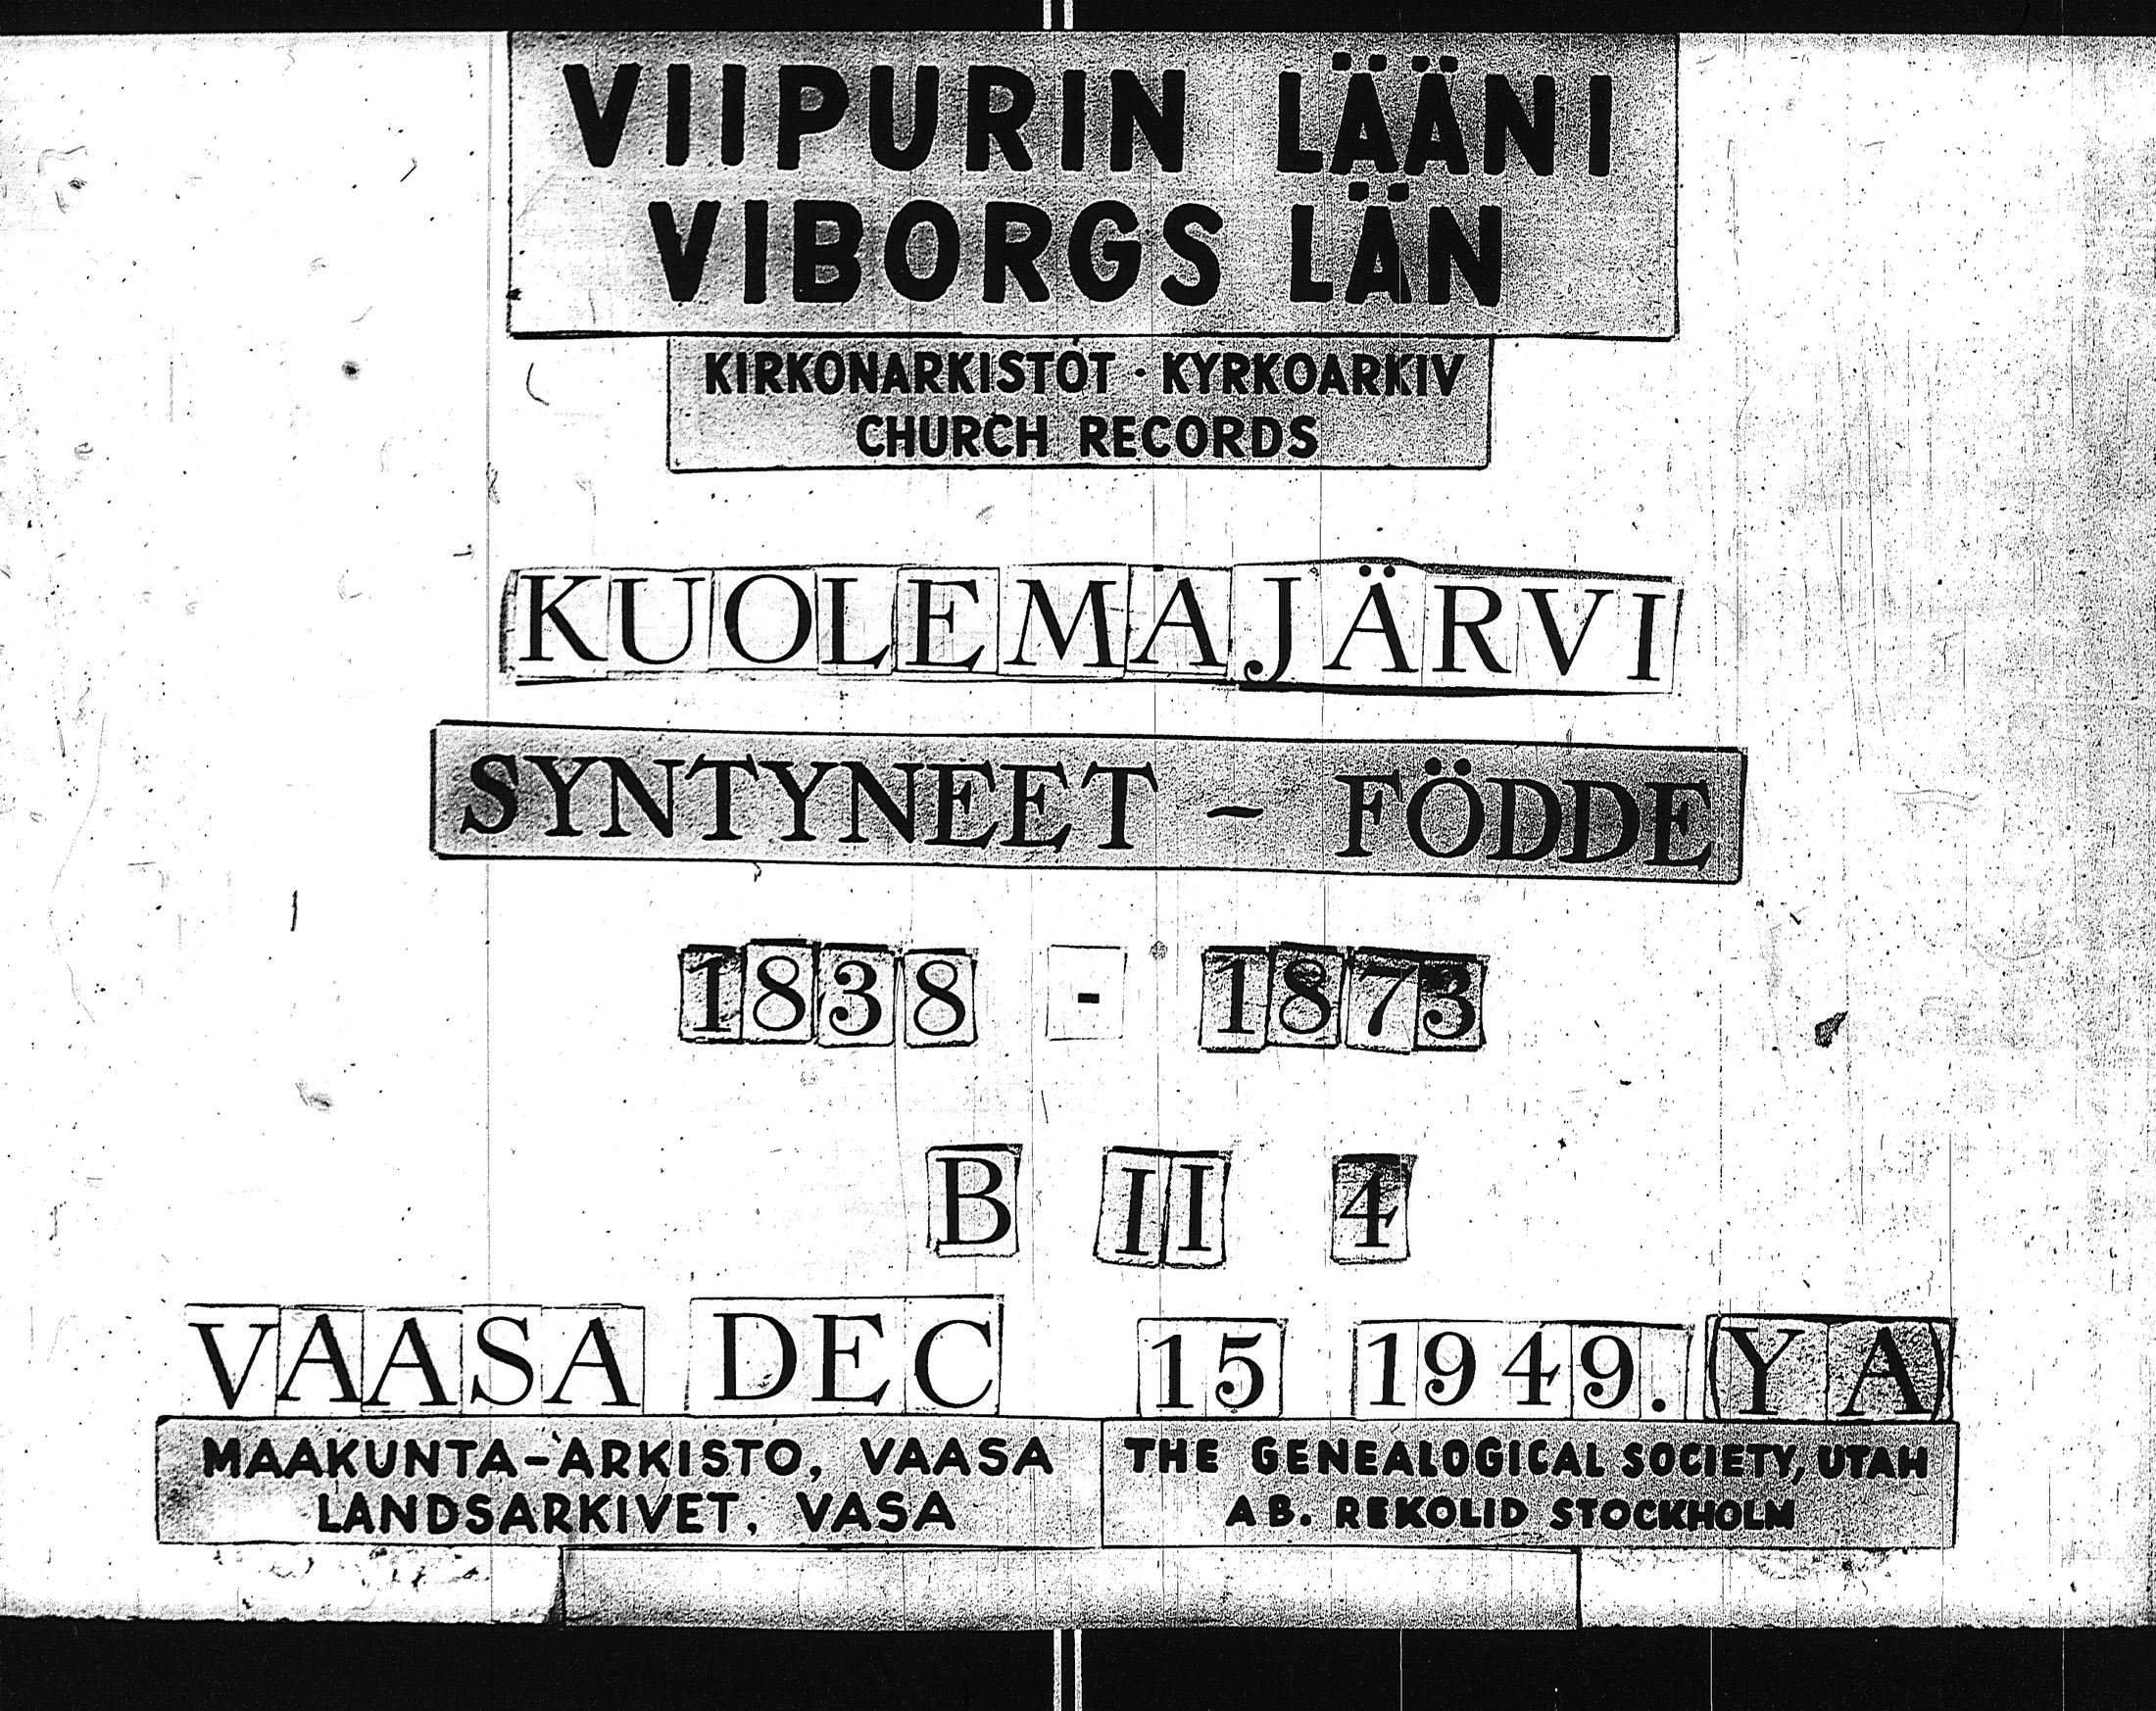 VIIPURIN LÄÄNI
VIBORGS LÄN
KIRKONARKISTOT · KYRKOARKIV
CHURCH RECORDS
KUOLEMAJÄRVI
SYNTYNEET - FÖDDE
1838 - 1873
B II 4
VAASA DEC 15 1949. (YA)
MAAKUNTA-ARKISTO, VAASA
LANDSARKIVET, VASA
THE GENEALOGICAL SOCIETY, UTAH
AB. REKOLID STOCKHOLM